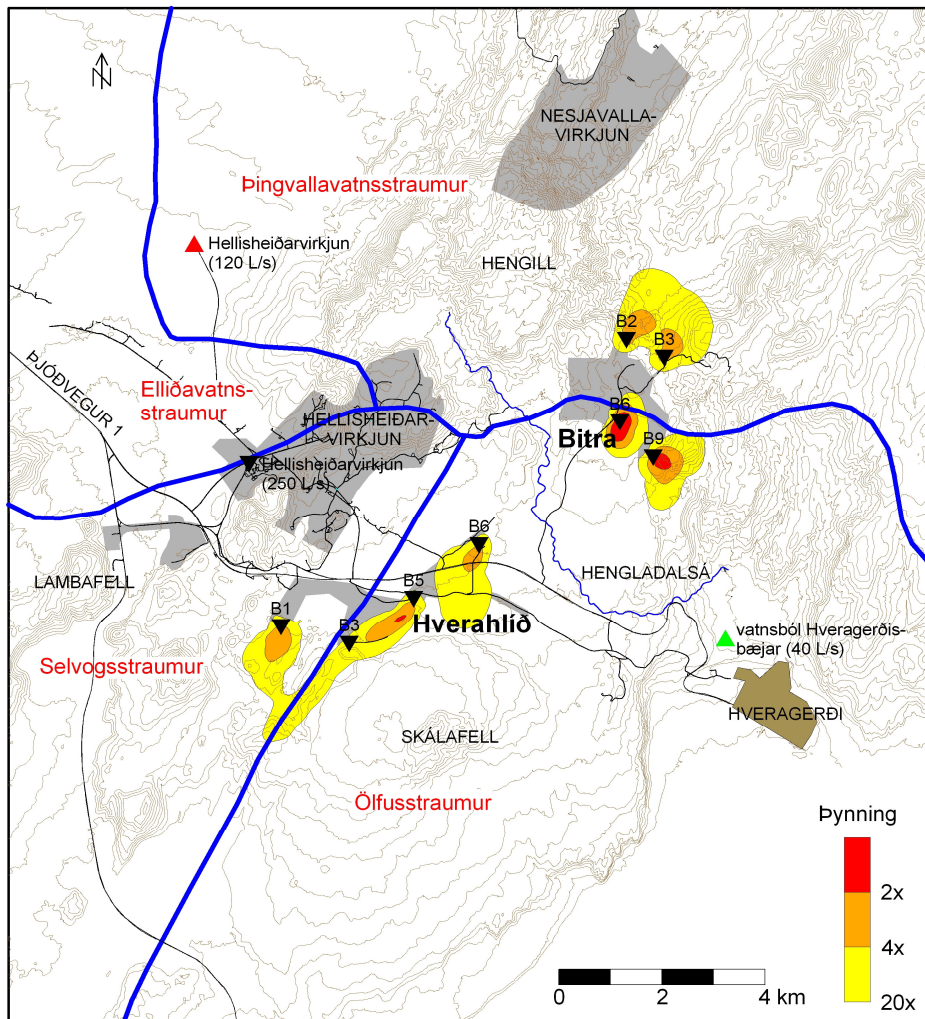 N
NESJAVALLA-
VIRKJUN
Þingvallavatnsstraumur
Hellisheiðarvirkjun
(120 L/s)
HENGILL
B2
B3
ÞJÓÐVEGUR 1
Elliðavatns-
straumur
HELLISHEIÐAR-
VIRKJUN
B6
Bitra
B9
Hellisheiðarvirkjun
(250 L/s)
B6
LAMBAFELL
HENGLADALSÁ
B5
B1
B3
Hverahlíð
vatnsból Hveragerðis-
bæjar (40 L/s)
Selvogsstraumur
HVERAGERÐI
SKÁLAFELL
Ölfusstraumur
Þynning
2x
4x
20x
0 2 4 km